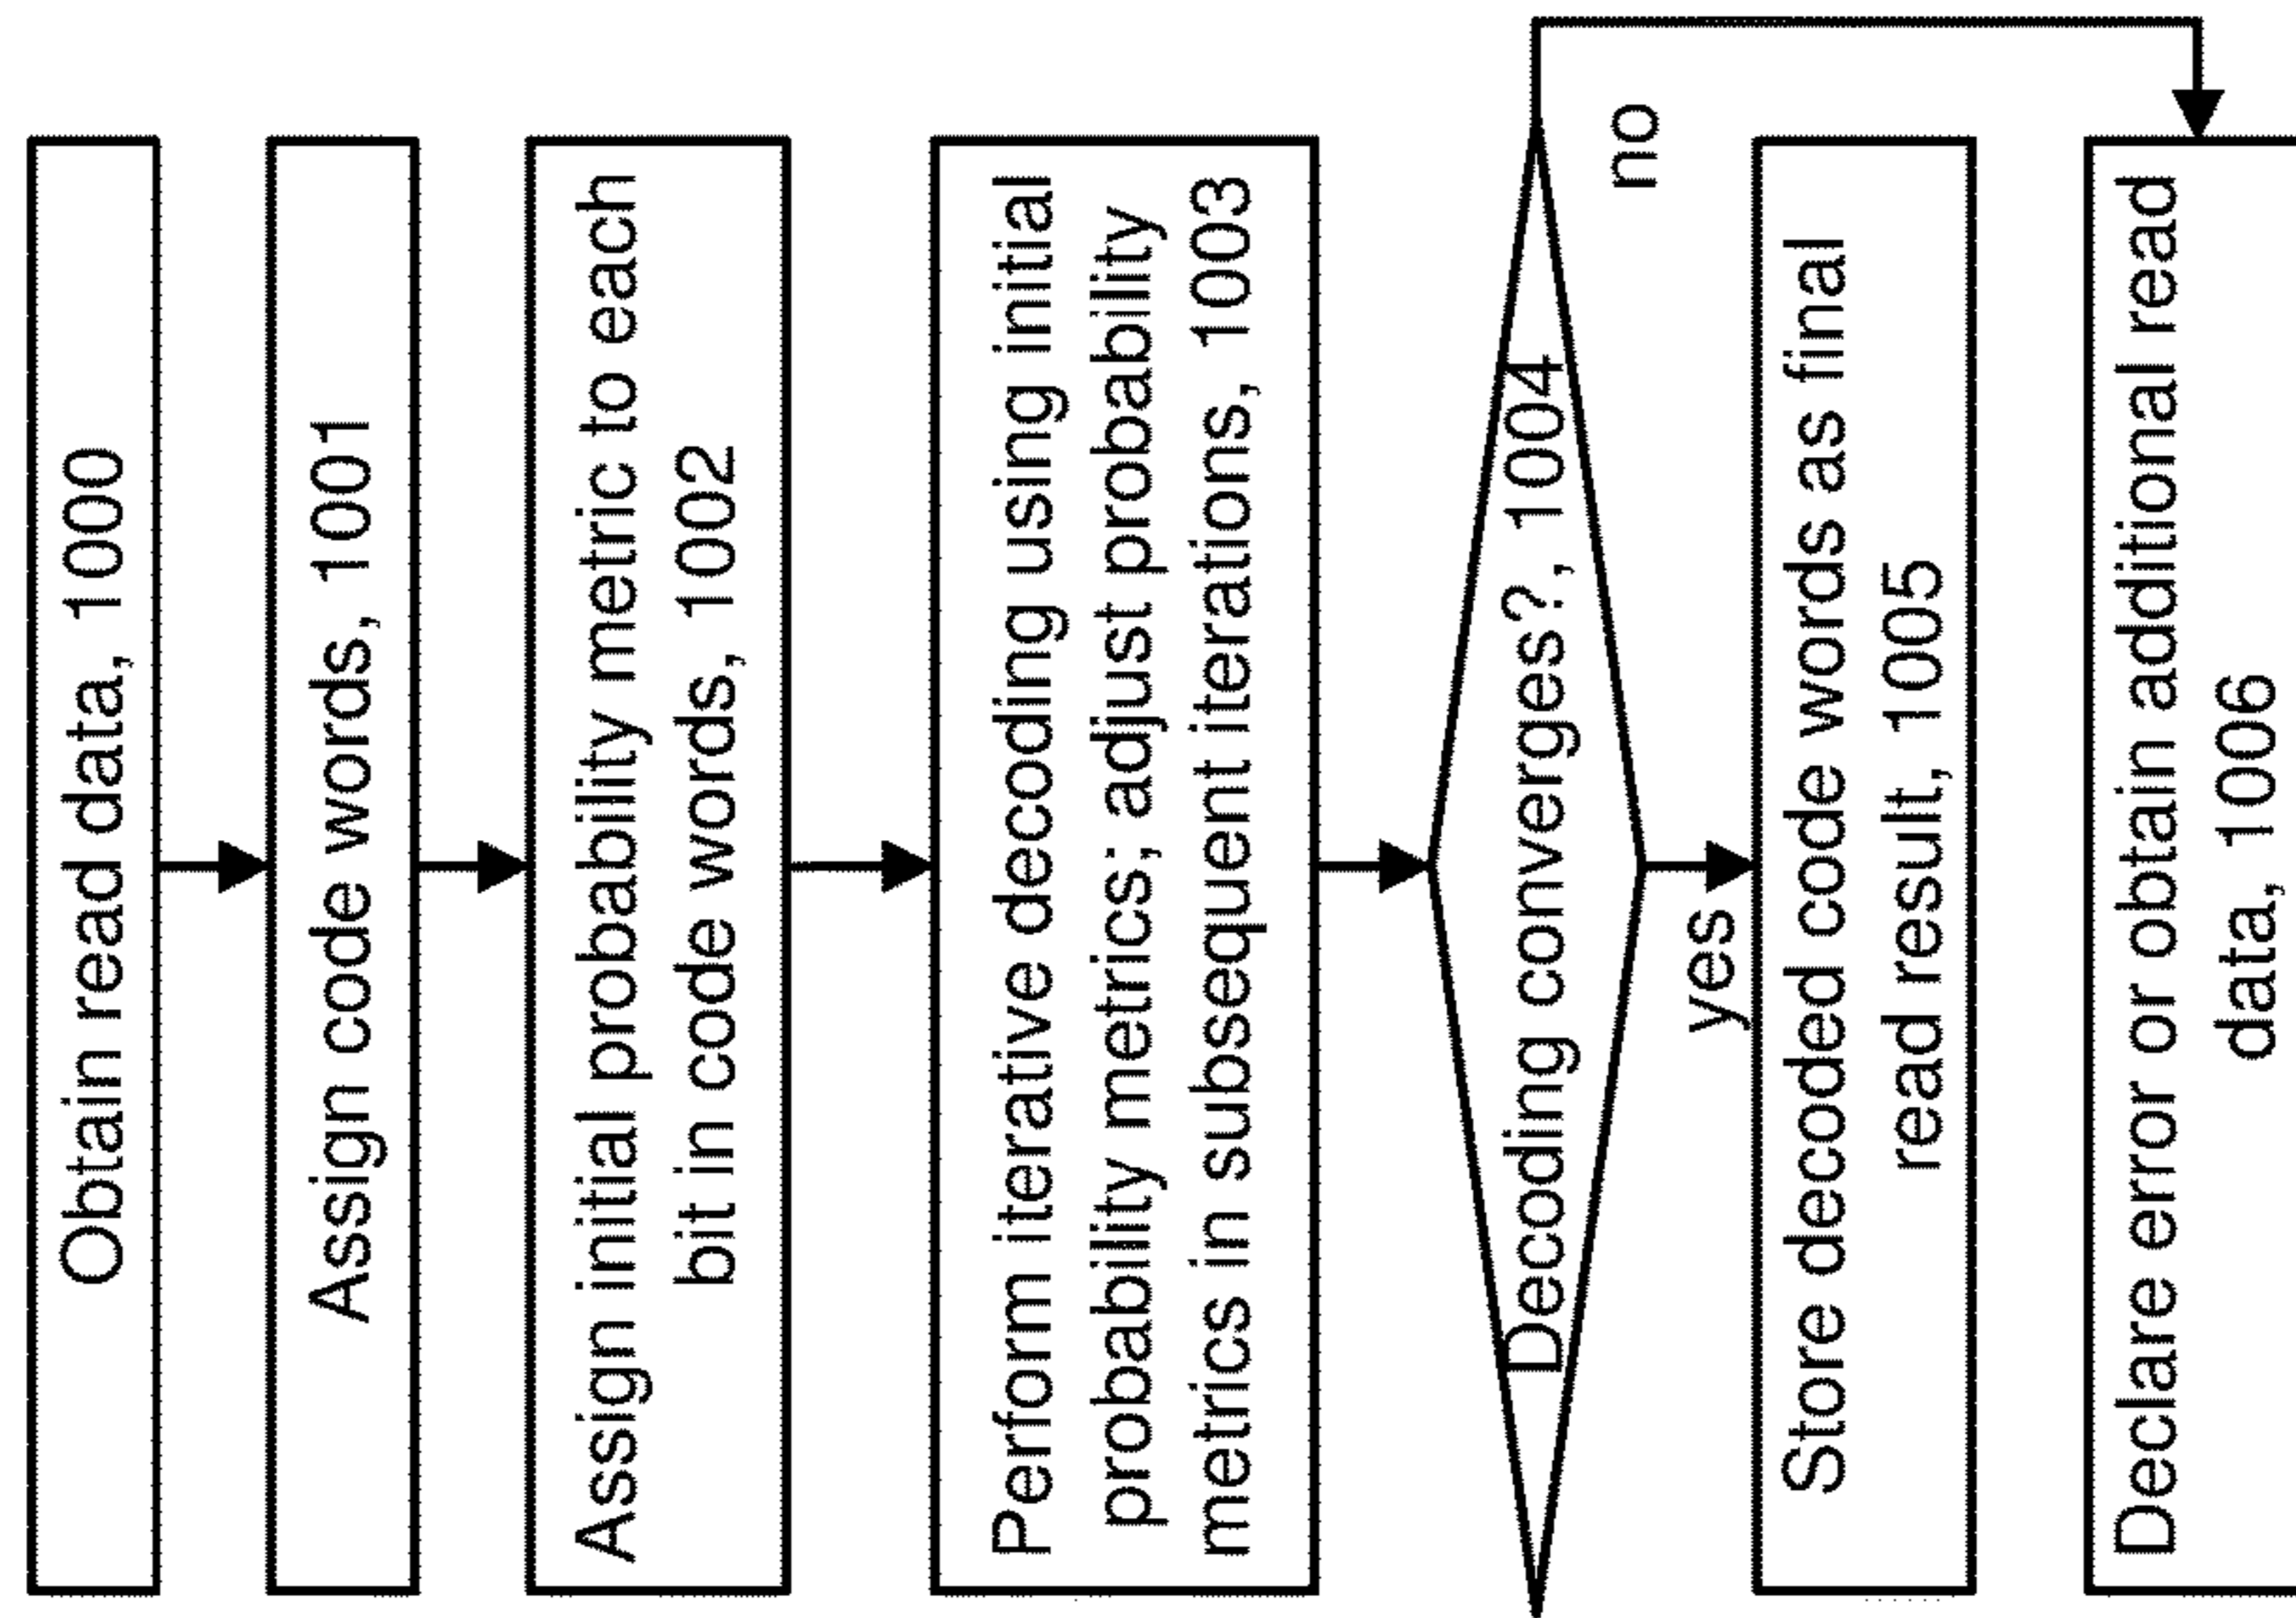 Obtain read data, 1000
Assign code words, 1001
Assign initial probability metric to each
bit in code words, 1002
Perform iterative decoding using initial
probability metrics; adjust probability
metrics in subsequent iterations, 1003
Decoding converges?, 1004
no
yes
Store decoded code words as final
read result, 1005
Declare error or obtain additional read
data, 1006